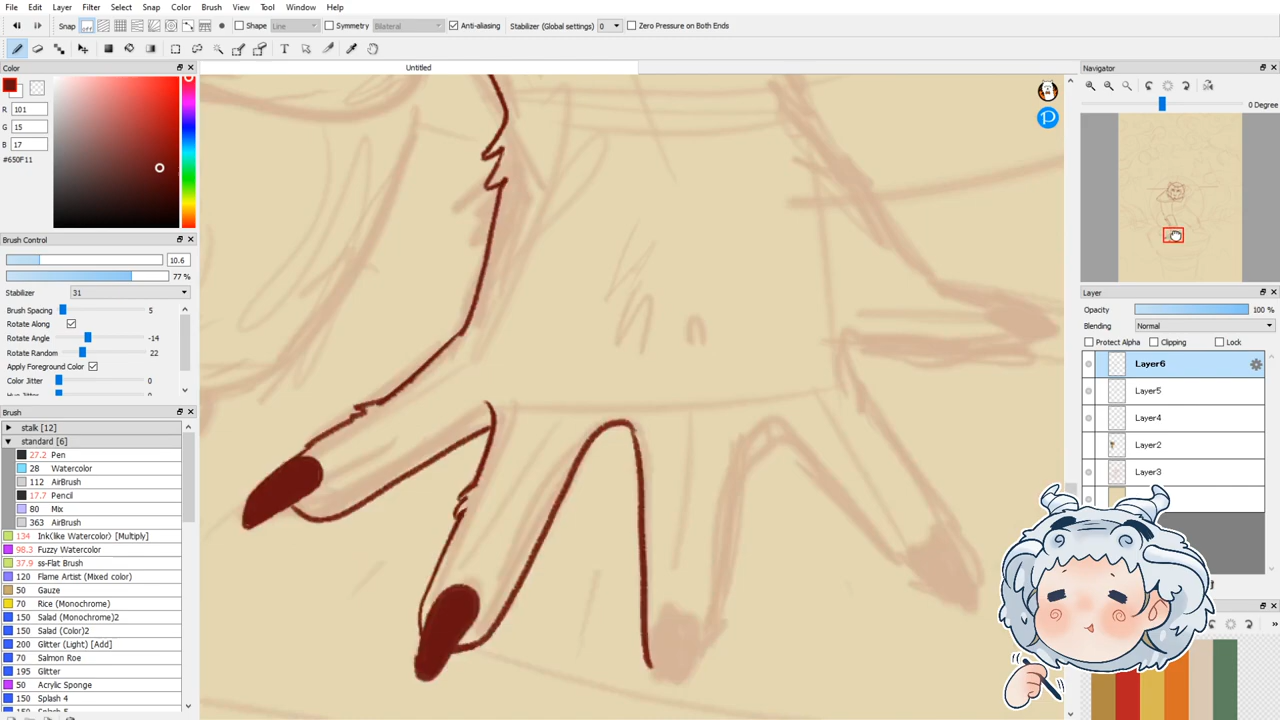 File Edit Layer Filter Select Snap Color Brush View Tool Window Help
Snap Shape Line Symmetry Bilateral Anti-aliasing Stabilizer (Global settings) 0 Zero Pressure on Both Ends
Color
R 101
G 15
B 17
#650F11
Brush Control
10.6
77 %
Stabilizer 31
Brush Spacing 5
Rotate Along
Rotate Angle -14
Rotate Random 22
Apply Foreground Color
Color Jitter 0
Brush
stalk [12]
standard [6]
27.2 Pen
28 Watercolor
112 AirBrush
17.7 Pencil
80 Mix
363 AirBrush
134 Ink(like Watercolor) [Multiply]
98.3 Fuzzy Watercolor
37.9 ss-Flat Brush
120 Flame Artist (Mixed color)
50 Gauze
70 Rice (Monochrome)
150 Salad (Monochrome)2
150 Salad (Color)2
200 Glitter (Light) [Add]
70 Salmon Roe
195 Glitter
50 Acrylic Sponge
150 Splash 4
150 Splash 2
Untitled
Navigator
0 Degree
Layer
Opacity 100 %
Blending Normal
Protect Alpha Clipping Lock
Layer6
Layer5
Layer4
Layer2
Layer3